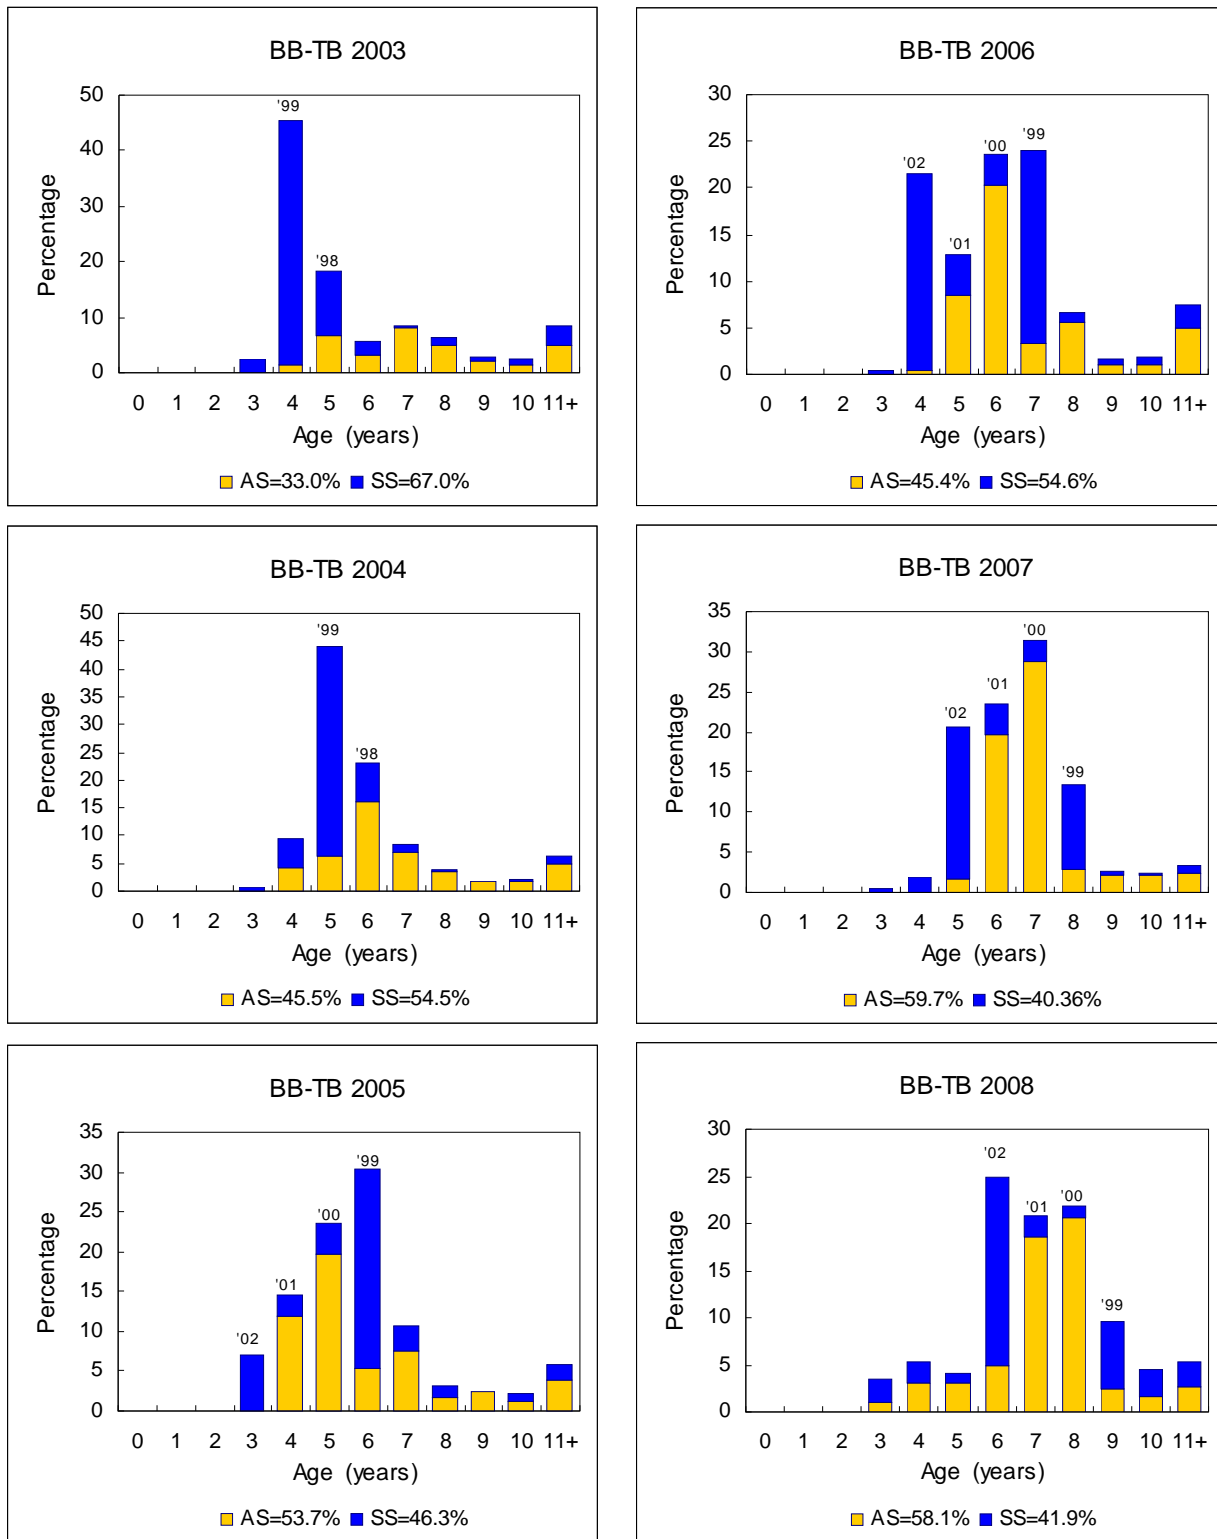 BB-TB 2003
50
40
30
20
10
0
Percentage
'99
'98
0 1 2 3 4 5 6 7 8 9 10 11+
Age (years)
AS=33.0% SS=67.0%
BB-TB 2006
30
25
20
15
10
5
0
Percentage
'02
'01
'00
'99
0 1 2 3 4 5 6 7 8 9 10 11+
Age (years)
AS=45.4% SS=54.6%
BB-TB 2004
50
45
40
35
30
25
20
15
10
5
0
Percentage
'99
'98
0 1 2 3 4 5 6 7 8 9 10 11+
Age (years)
AS=45.5% SS=54.5%
BB-TB 2007
35
30
25
20
15
10
5
0
Percentage
'02
'01
'00
'99
0 1 2 3 4 5 6 7 8 9 10 11+
Age (years)
AS=59.7% SS=40.36%
BB-TB 2005
35
30
25
20
15
10
5
0
Percentage
'02
'01
'00
'99
0 1 2 3 4 5 6 7 8 9 10 11+
Age (years)
AS=53.7% SS=46.3%
BB-TB 2008
30
25
20
15
10
5
0
Percentage
'02
'01
'00
'99
0 1 2 3 4 5 6 7 8 9 10 11+
Age (years)
AS=58.1% SS=41.9%